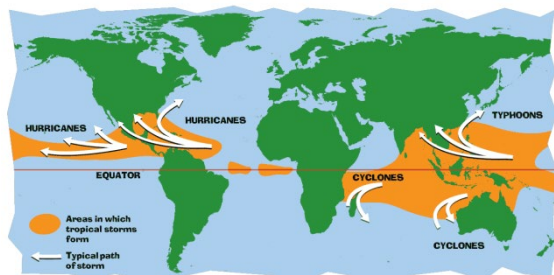 HURRICANES
HURRICANES
TYPHOONS
EQUATOR
CYCLONES
CYCLONES
Areas in which
tropical storms
form
Typical path
of storm